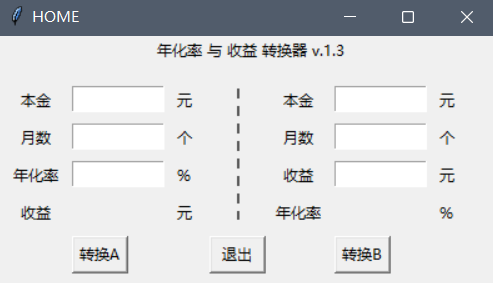 HOME
年化率 与 收益 转换器 v.1.3
本金 元 本金 元
月数 个 月数 个
年化率 % 收益 元
收益 元 年化率 %
转换A 退出 转换B